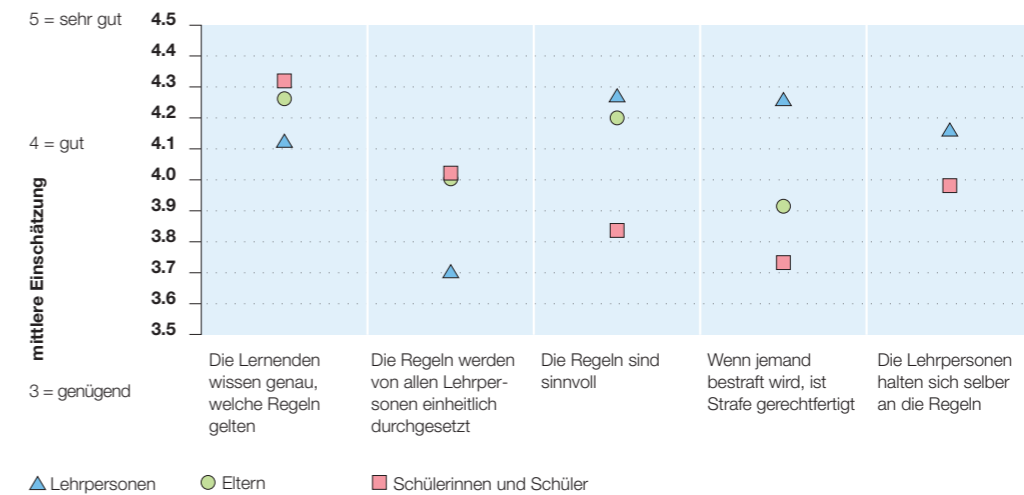 5 = sehr gut
4.5
4.4
4.3
4.2
4 = gut
4.1
4.0
3.9
3.8
3.7
3.6
3.5
mittlere Einschätzung
3 = genügend
Die Lernenden
wissen genau,
welche Regeln
gelten
Die Regeln werden
von allen Lehrper-
sonen einheitlich
durchgesetzt
Die Regeln sind
sinnvoll
Wenn jemand
bestraft wird, ist
Strafe gerechtfertigt
Die Lehrpersonen
halten sich selber
an die Regeln
Lehrpersonen
Eltern
Schülerinnen und Schüler